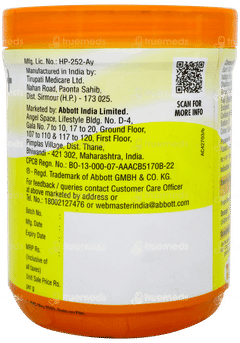 truemeds
truemeds
Mfg. Lic. No.: HP-252-Ay
Manufactured in India by:
Tirupati Medicare Ltd.
Nahan Road, Paonta Sahib,
Dist. Sirmour (H.P.) - 173 025.
SCAN
FOR MORE
INFO
Marketed by: Abbott India Limited.
Angel Space, Lifestyle Bldg. No. D-4,
Gala No. 7 to 10, 17 to 20, Ground Floor,
107 to 110 & 117 to 120, First Floor,
Pimplas Village, Dist. Thane,
Bhiwandi - 421 302, Maharashtra, India.
CPCB Regn. No.: BO-13-000-07-AAACB5170B-22
® - Regd. Trademark of Abbott GMBH & CO. KG.
For feedback / queries contact Customer Care Officer
at above marketed by address or
Tel. No.: 18002127476 or webmasterindia@abbott.com
Batch No.
Mfg. Date
Expiry Date
MRP Rs.
(Inclusive of
all taxes)
Unit Sale Price Rs.